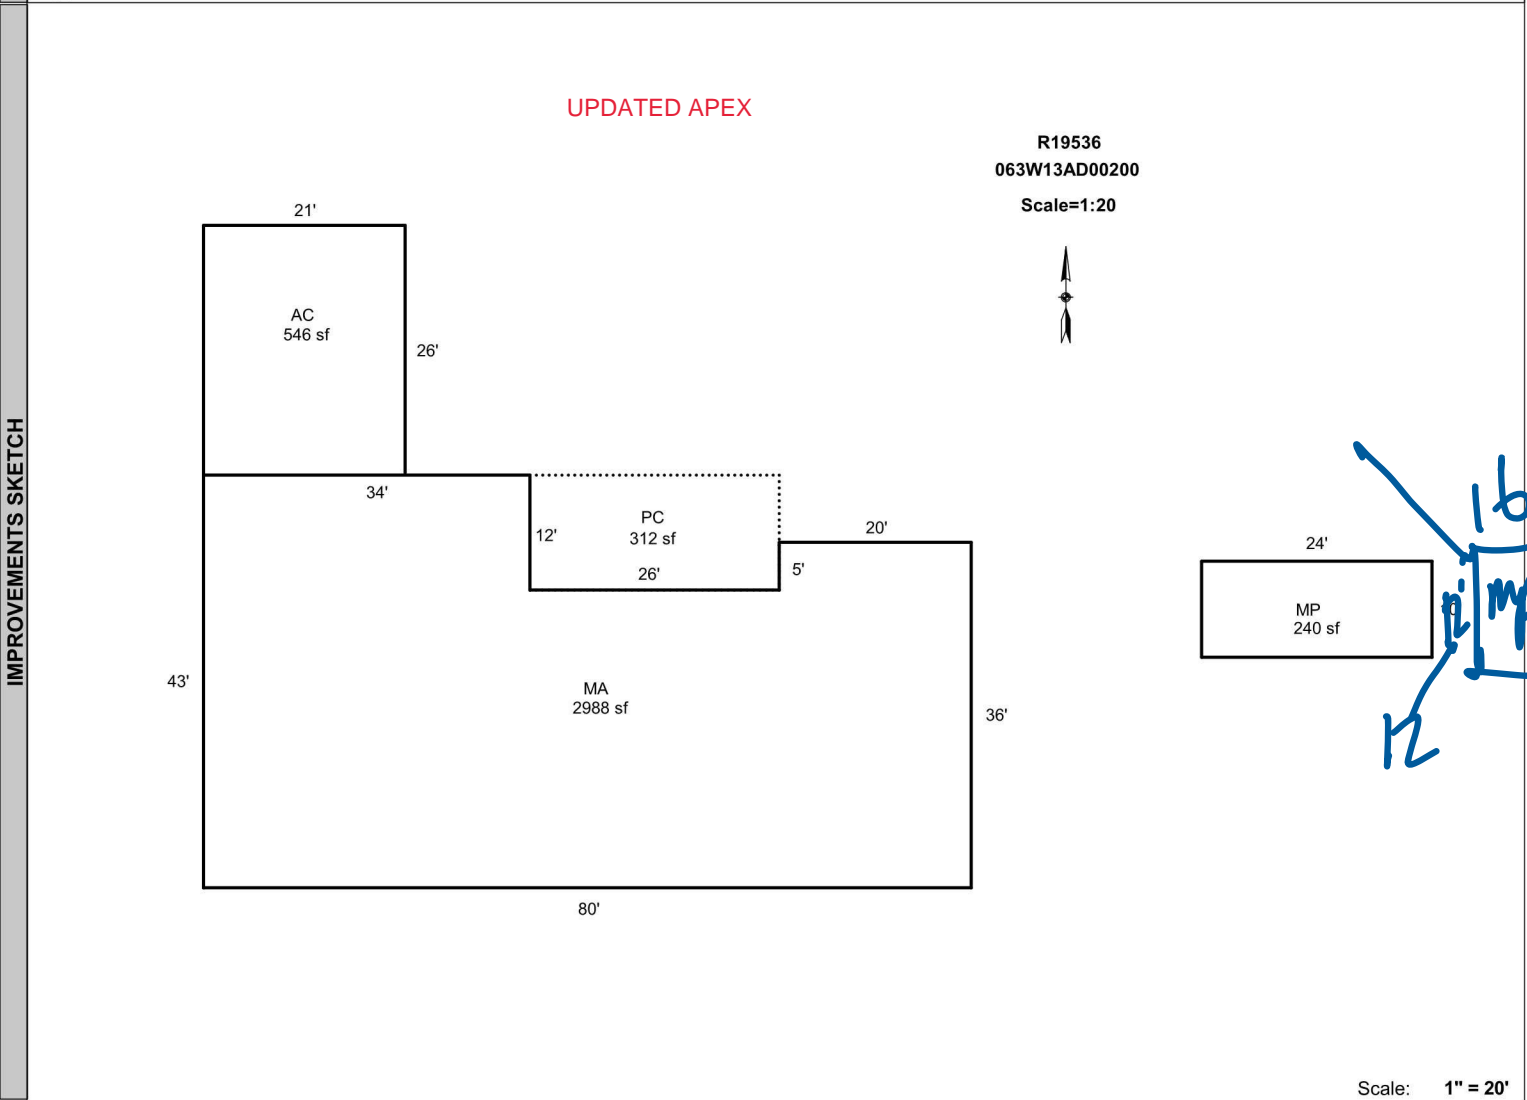 UPDATED APEX
R19536
063W13AD00200
Scale=1:20
21'
AC
546 sf
26'
34'
PC
312 sf
12'
26'
20'
5'
24'
MP
240 sf
16
12
43'
MA
2988 sf
36'
80'
IMPROVEMENTS SKETCH
Scale: 1" = 20'